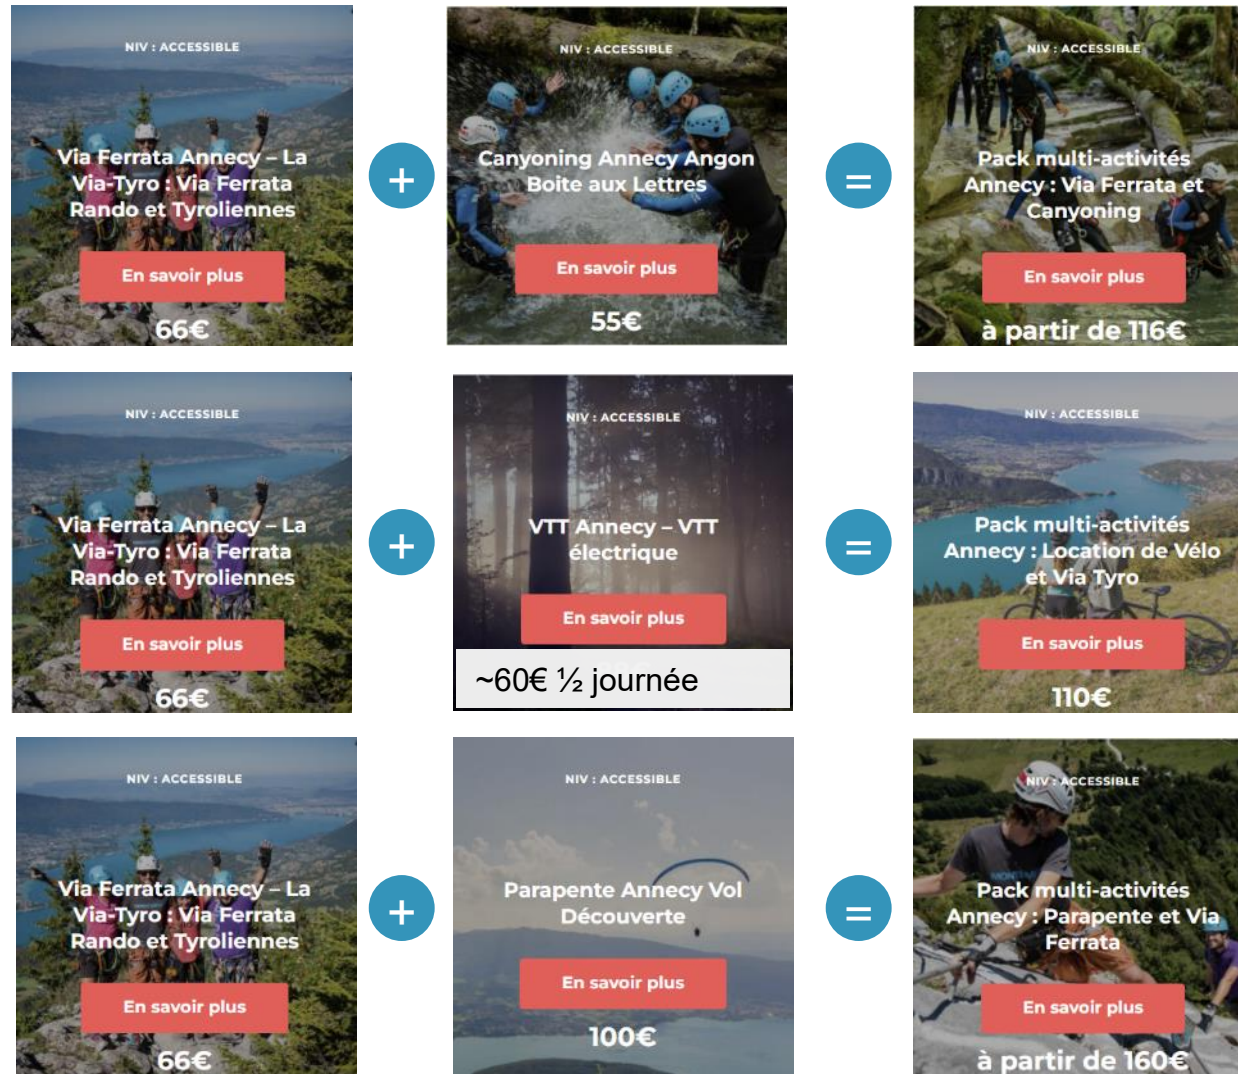 NIV : ACCESSIBLE
Via Ferrata Annecy – La
Via-Tyro : Via Ferrata
Rando et Tyroliennes
En savoir plus
66€
+
NIV : ACCESSIBLE
Canyoning Annecy Angon
Boite aux Lettres
En savoir plus
55€
=
NIV : ACCESSIBLE
Pack multi-activités
Annecy : Via Ferrata et
Canyoning
En savoir plus
à partir de 116€
NIV : ACCESSIBLE
Via Ferrata Annecy – La
Via-Tyro : Via Ferrata
Rando et Tyroliennes
En savoir plus
66€
+
NIV : ACCESSIBLE
VTT Annecy – VTT
électrique
En savoir plus
~60€ ½ journée
=
NIV : ACCESSIBLE
Pack multi-activités
Annecy : Location de Vélo
et Via Tyro
En savoir plus
110€
NIV : ACCESSIBLE
Via Ferrata Annecy – La
Via-Tyro : Via Ferrata
Rando et Tyroliennes
En savoir plus
66€
+
NIV : ACCESSIBLE
Parapente Annecy Vol
Découverte
En savoir plus
100€
=
NIV : ACCESSIBLE
Pack multi-activités
Annecy : Parapente et Via
Ferrata
En savoir plus
à partir de 160€